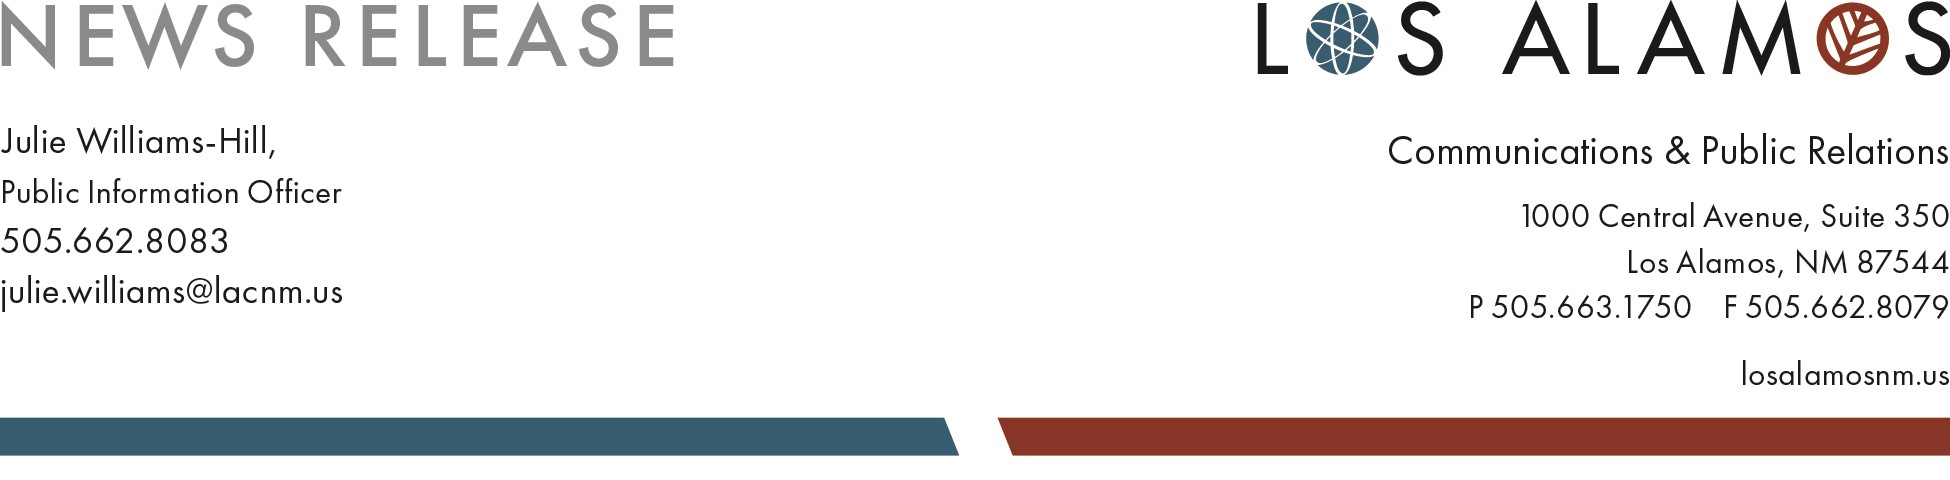 NEWS RELEASE
Julie Williams-Hill,
Public Information Officer
505.662.8083
julie.williams@lacnm.us
LOS ALAMOS
Communications & Public Relations
1000 Central Avenue, Suite 350
Los Alamos, NM 87544
P 505.663.1750 F 505.662.8079
losalamosnm.us